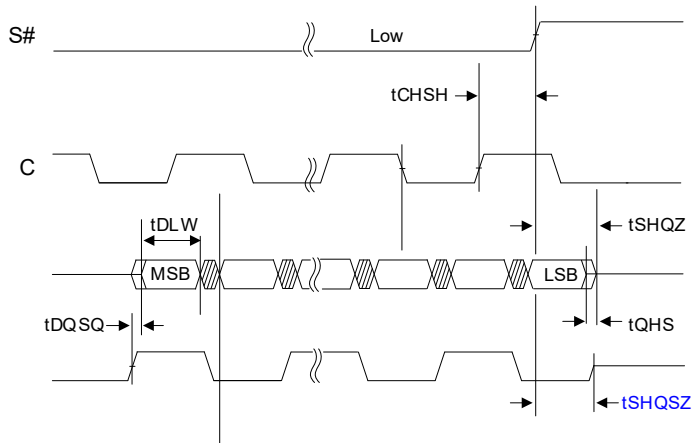 S#
Low
tCHSH
C
tDLW
tSHQZ
MSB
LSB
tDQSQ
tQHS
tSHQSZ